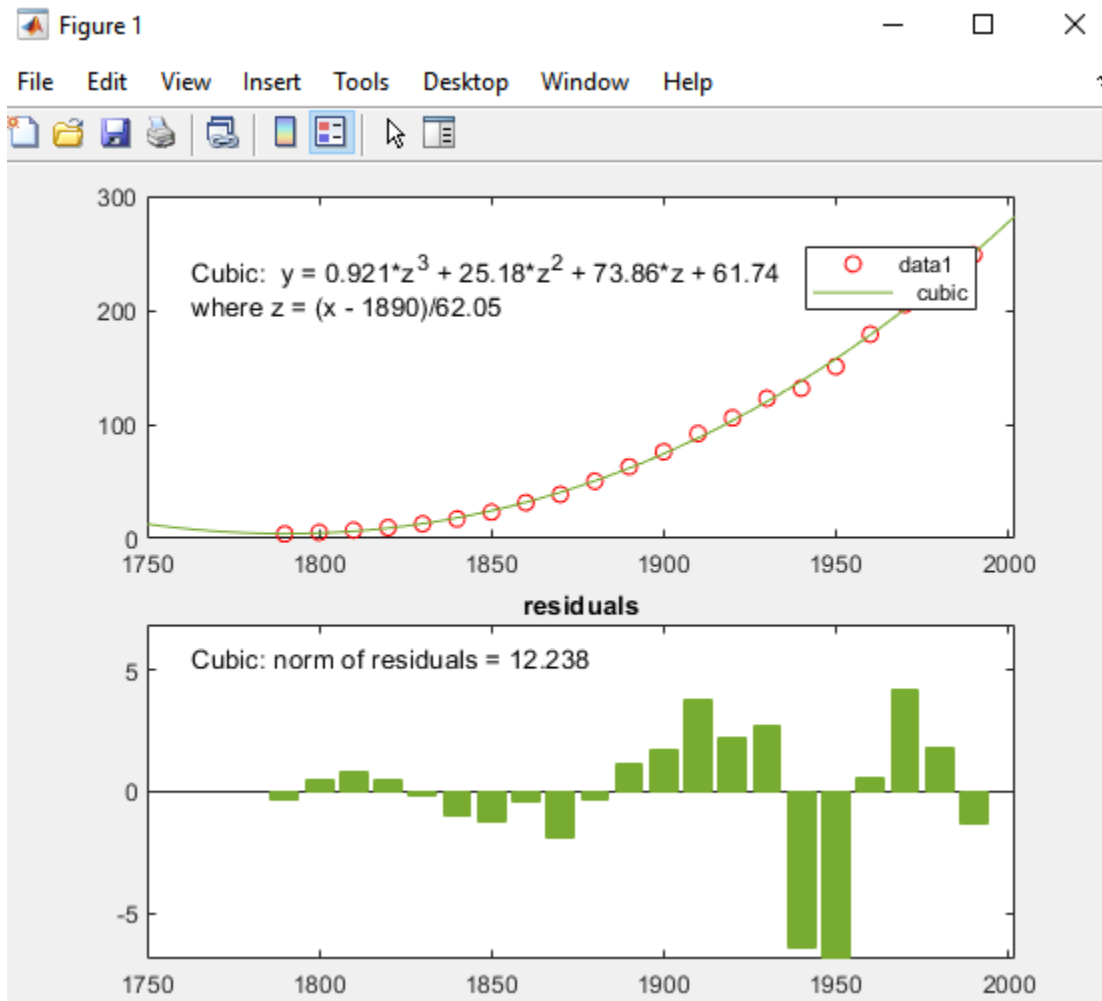 Figure 1
File Edit View Insert Tools Desktop Window Help
300
200
100
0
Cubic: y = 0.921*z^3 + 25.18*z^2 + 73.86*z + 61.74
where z = (x - 1890)/62.05
data1
cubic
1750 1800 1850 1900 1950 2000
residuals
Cubic: norm of residuals = 12.238
5
0
-5
1750 1800 1850 1900 1950 2000